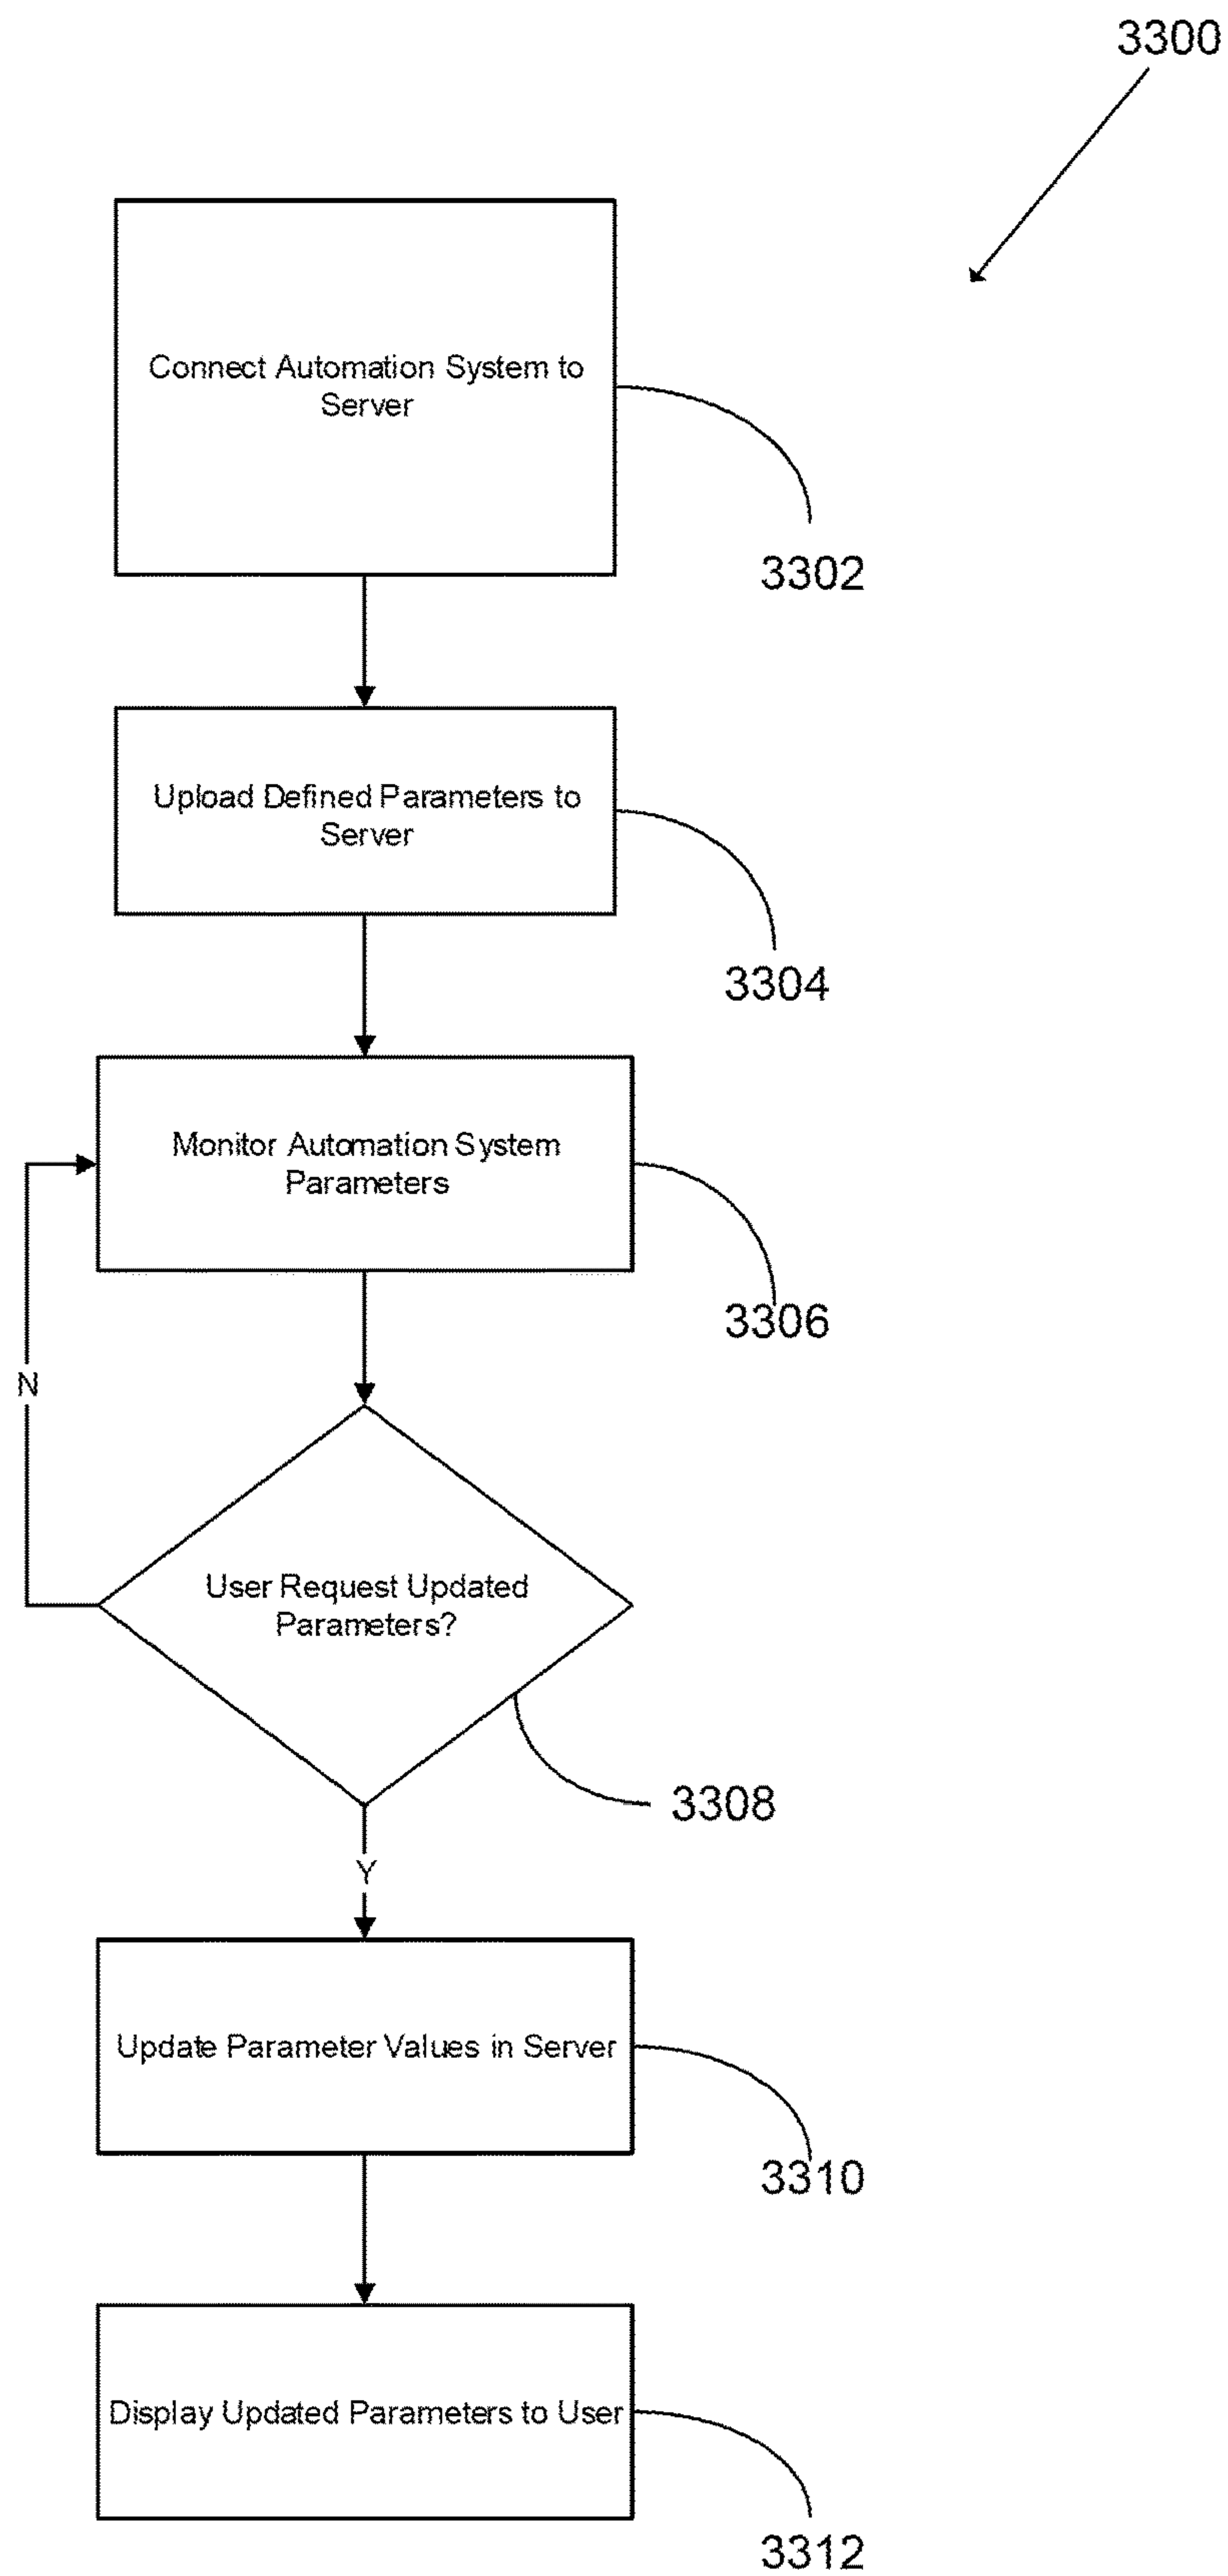 3300
Connect Automation System to
Server
3302
Upload Defined Parameters to
Server
3304
Monitor Automation System
Parameters
3306
N
User Request Updated
Parameters?
3308
Y
Update Parameter Values in Server
3310
Display Updated Parameters to User
3312